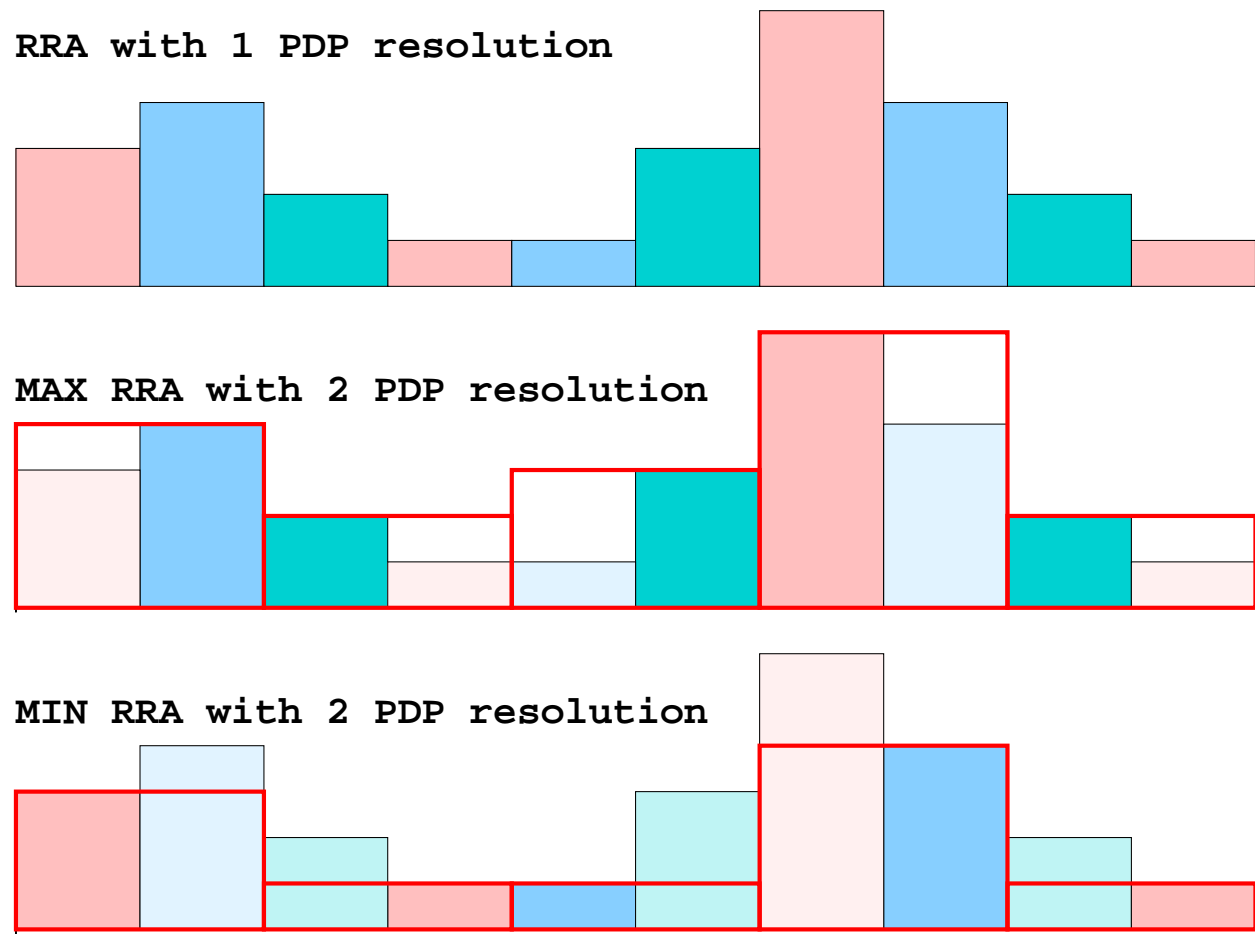 RRA with 1 PDP resolution
MAX RRA with 2 PDP resolution
MIN RRA with 2 PDP resolution